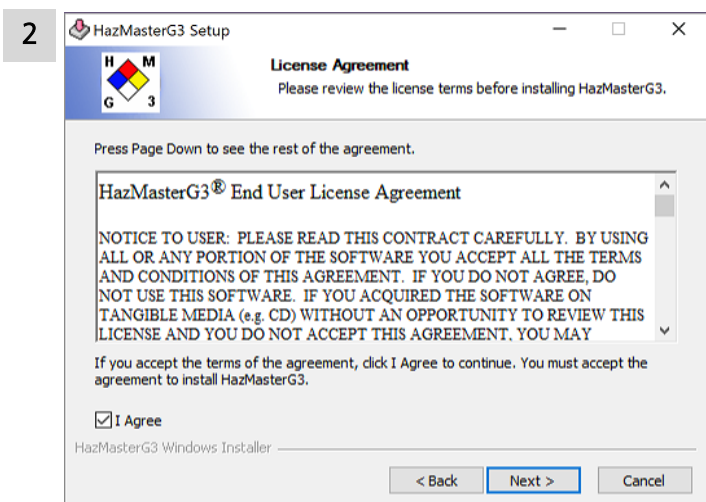 2
HazMasterG3 Setup
H M
G 3
License Agreement
Please review the license terms before installing HazMasterG3.
Press Page Down to see the rest of the agreement.
HazMasterG3® End User License Agreement
NOTICE TO USER: PLEASE READ THIS CONTRACT CAREFULLY. BY USING
ALL OR ANY PORTION OF THE SOFTWARE YOU ACCEPT ALL THE TERMS
AND CONDITIONS OF THIS AGREEMENT. IF YOU DO NOT AGREE, DO
NOT USE THIS SOFTWARE. IF YOU ACQUIRED THE SOFTWARE ON
TANGIBLE MEDIA (e.g. CD) WITHOUT AN OPPORTUNITY TO REVIEW THIS
LICENSE AND YOU DO NOT ACCEPT THIS AGREEMENT, YOU MAY
If you accept the terms of the agreement, click I Agree to continue. You must accept the
agreement to install HazMasterG3.
I Agree
HazMasterG3 Windows Installer
< Back Next > Cancel